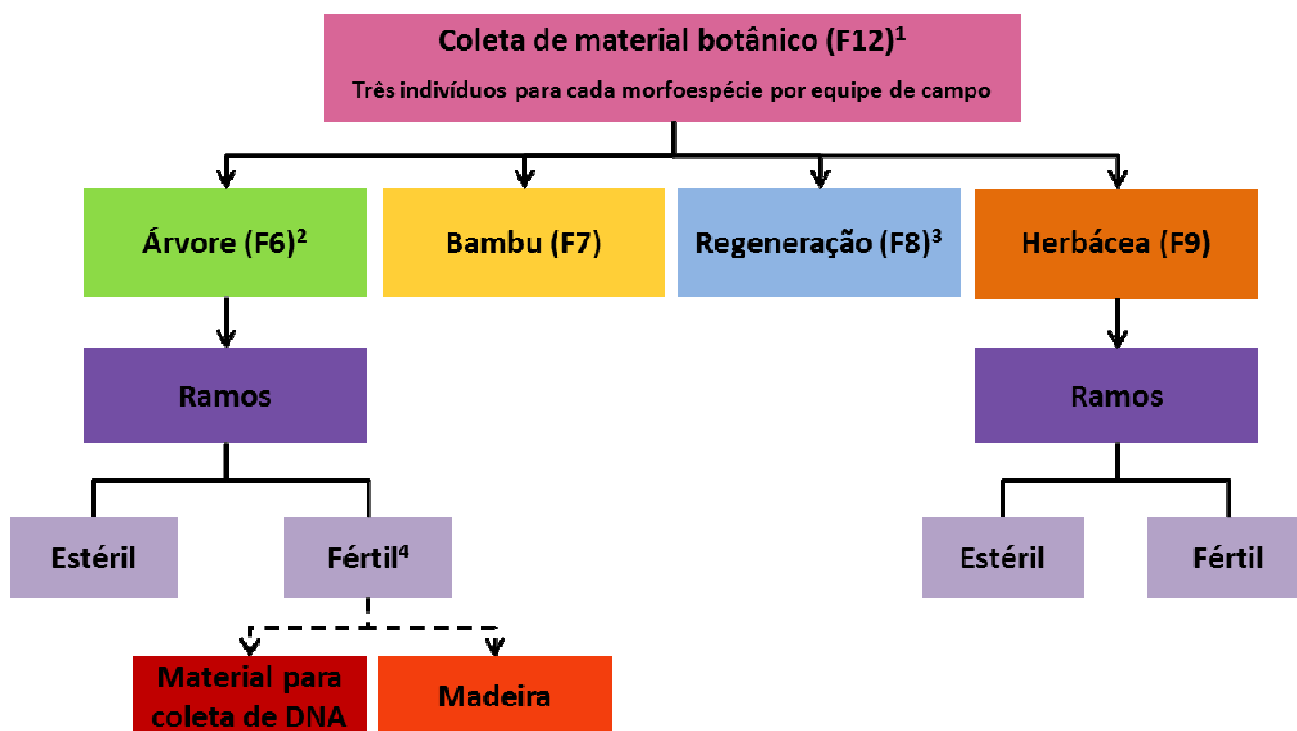 Coleta de material botânico (F12)¹
Três indivíduos para cada morfoespécie por equipe de campo
Árvore (F6)²
Bambu (F7)
Regeneração (F8)³
Herbácea (F9)
Ramos
Ramos
Estéril
Fértil⁴
Estéril
Fértil
Material para
coleta de DNA
Madeira